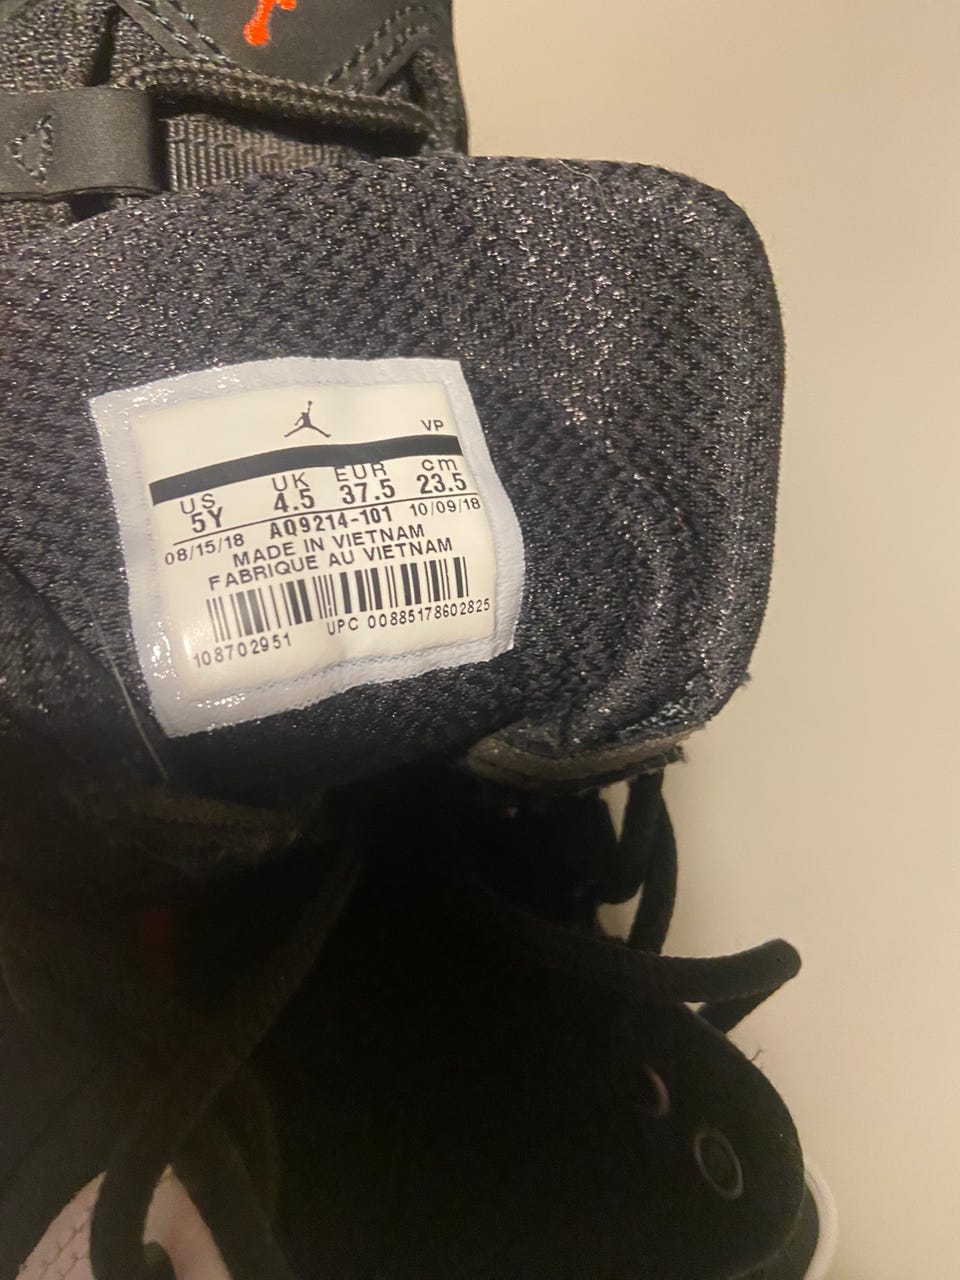 VP
US UK EUR cm
5Y 4.5 37.5 23.5
08/15/18 AQ9214-101 10/09/18
MADE IN VIETNAM
FABRIQUE AU VIETNAM
108702951 UPC 00885178602825